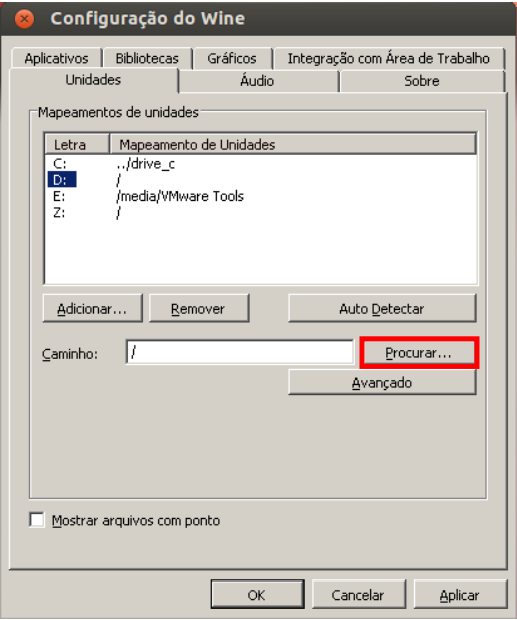 Configuração do Wine
Aplicativos Bibliotecas Gráficos Integração com Área de Trabalho
Unidades Áudio Sobre
Mapeamentos de unidades
Letra Mapeamento de Unidades
C: ../drive_c
D: /
E: /media/VMware Tools
Z: /
Adicionar... Remover Auto Detectar
Caminho: / Procurar...
Avançado
Mostrar arquivos com ponto
OK Cancelar Aplicar